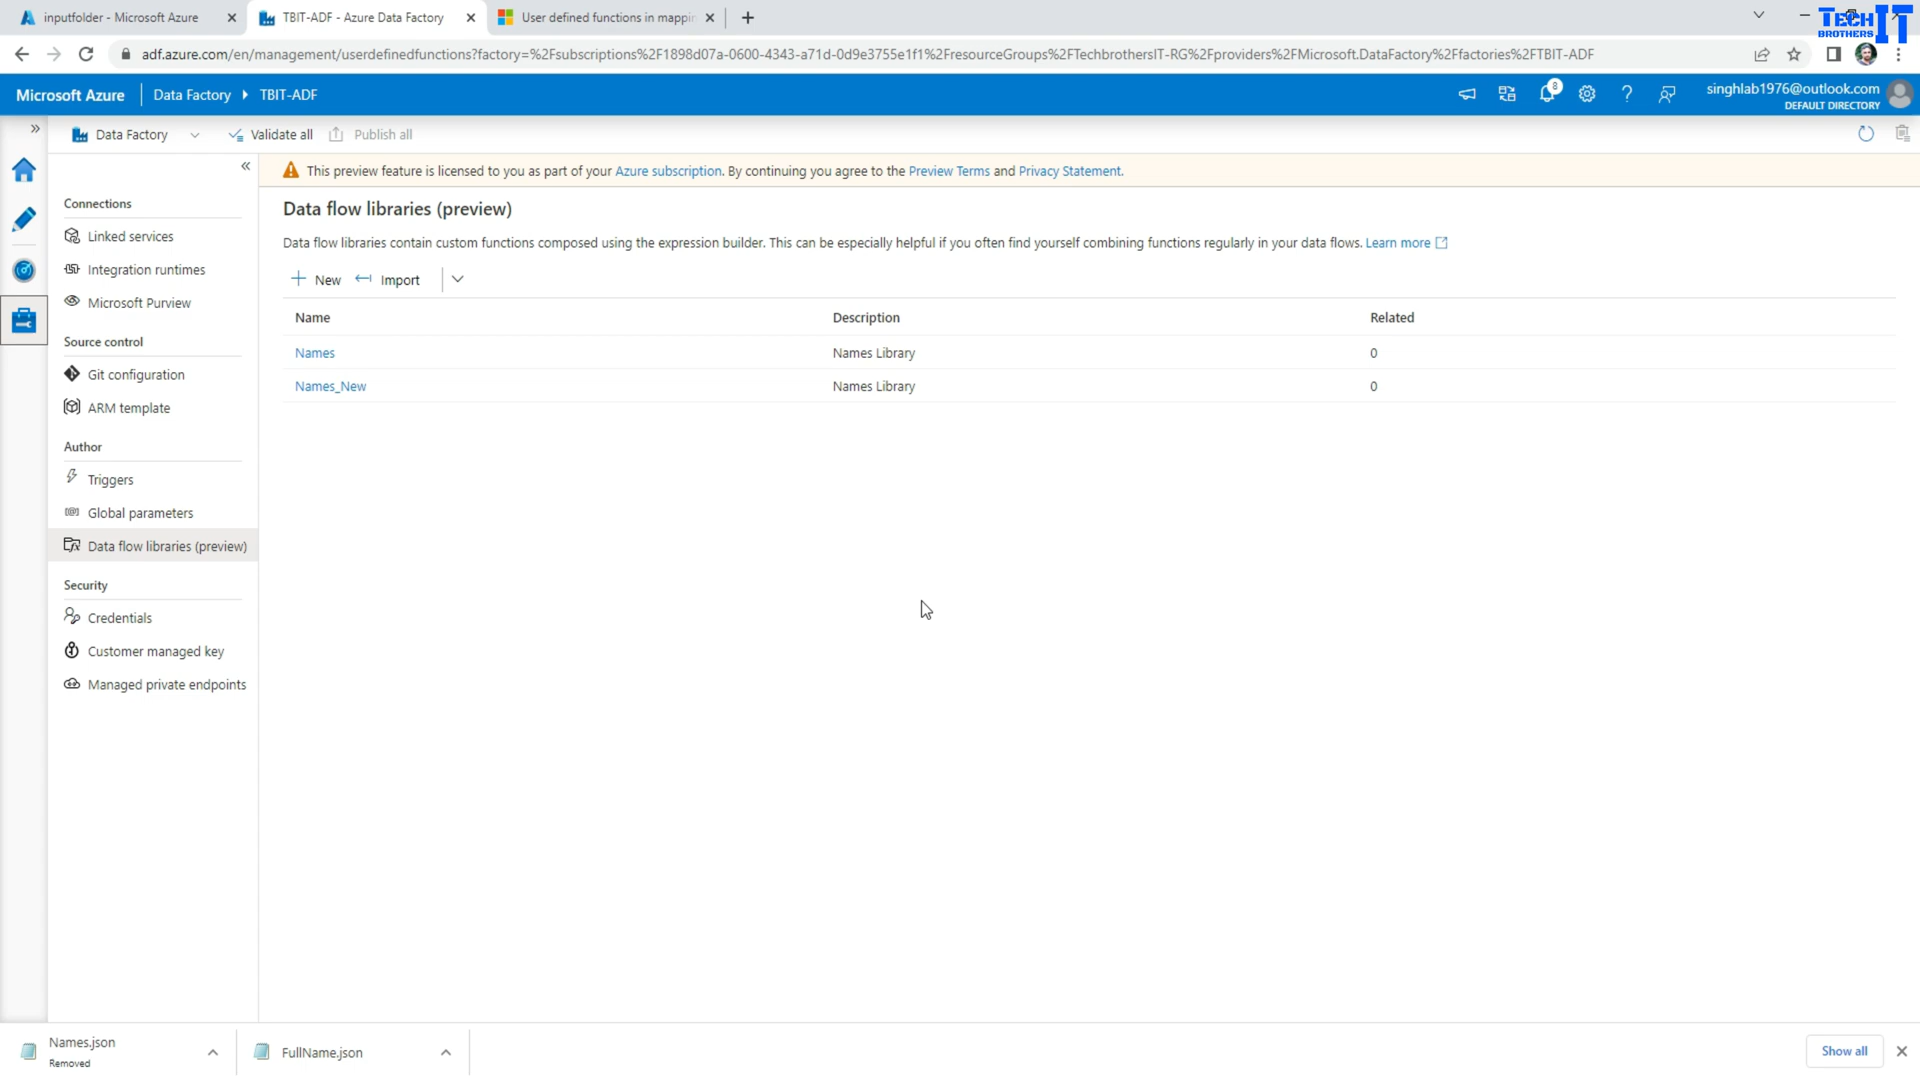 inputfolder - Microsoft Azure
TBIT-ADF - Azure Data Factory
User defined functions in mappin
TECH IT
BROTHERS
adf.azure.com/en/management/userdefinedfunctions?factory=%2Fsubscriptions%2F1898d07a-0600-4343-a71d-0d9e3755e1f1%2FresourceGroups%2FTechbrothersIT-RG%2Fproviders%2FMicrosoft.DataFactory%2Ffactories%2FTBIT-ADF
Microsoft Azure
Data Factory
TBIT-ADF
8
singhlab1976@outlook.com
DEFAULT DIRECTORY
Data Factory
Validate all
Publish all
This preview feature is licensed to you as part of your Azure subscription. By continuing you agree to the Preview Terms and Privacy Statement.
Connections
Linked services
Integration runtimes
Microsoft Purview
Source control
Git configuration
ARM template
Author
Triggers
Global parameters
Data flow libraries (preview)
Security
Credentials
Customer managed key
Managed private endpoints
Data flow libraries (preview)
Data flow libraries contain custom functions composed using the expression builder. This can be especially helpful if you often find yourself combining functions regularly in your data flows. Learn more
New
Import
Name Description Related
Names Names Library 0
Names_New Names Library 0
Names.json
Removed
FullName.json
Show all